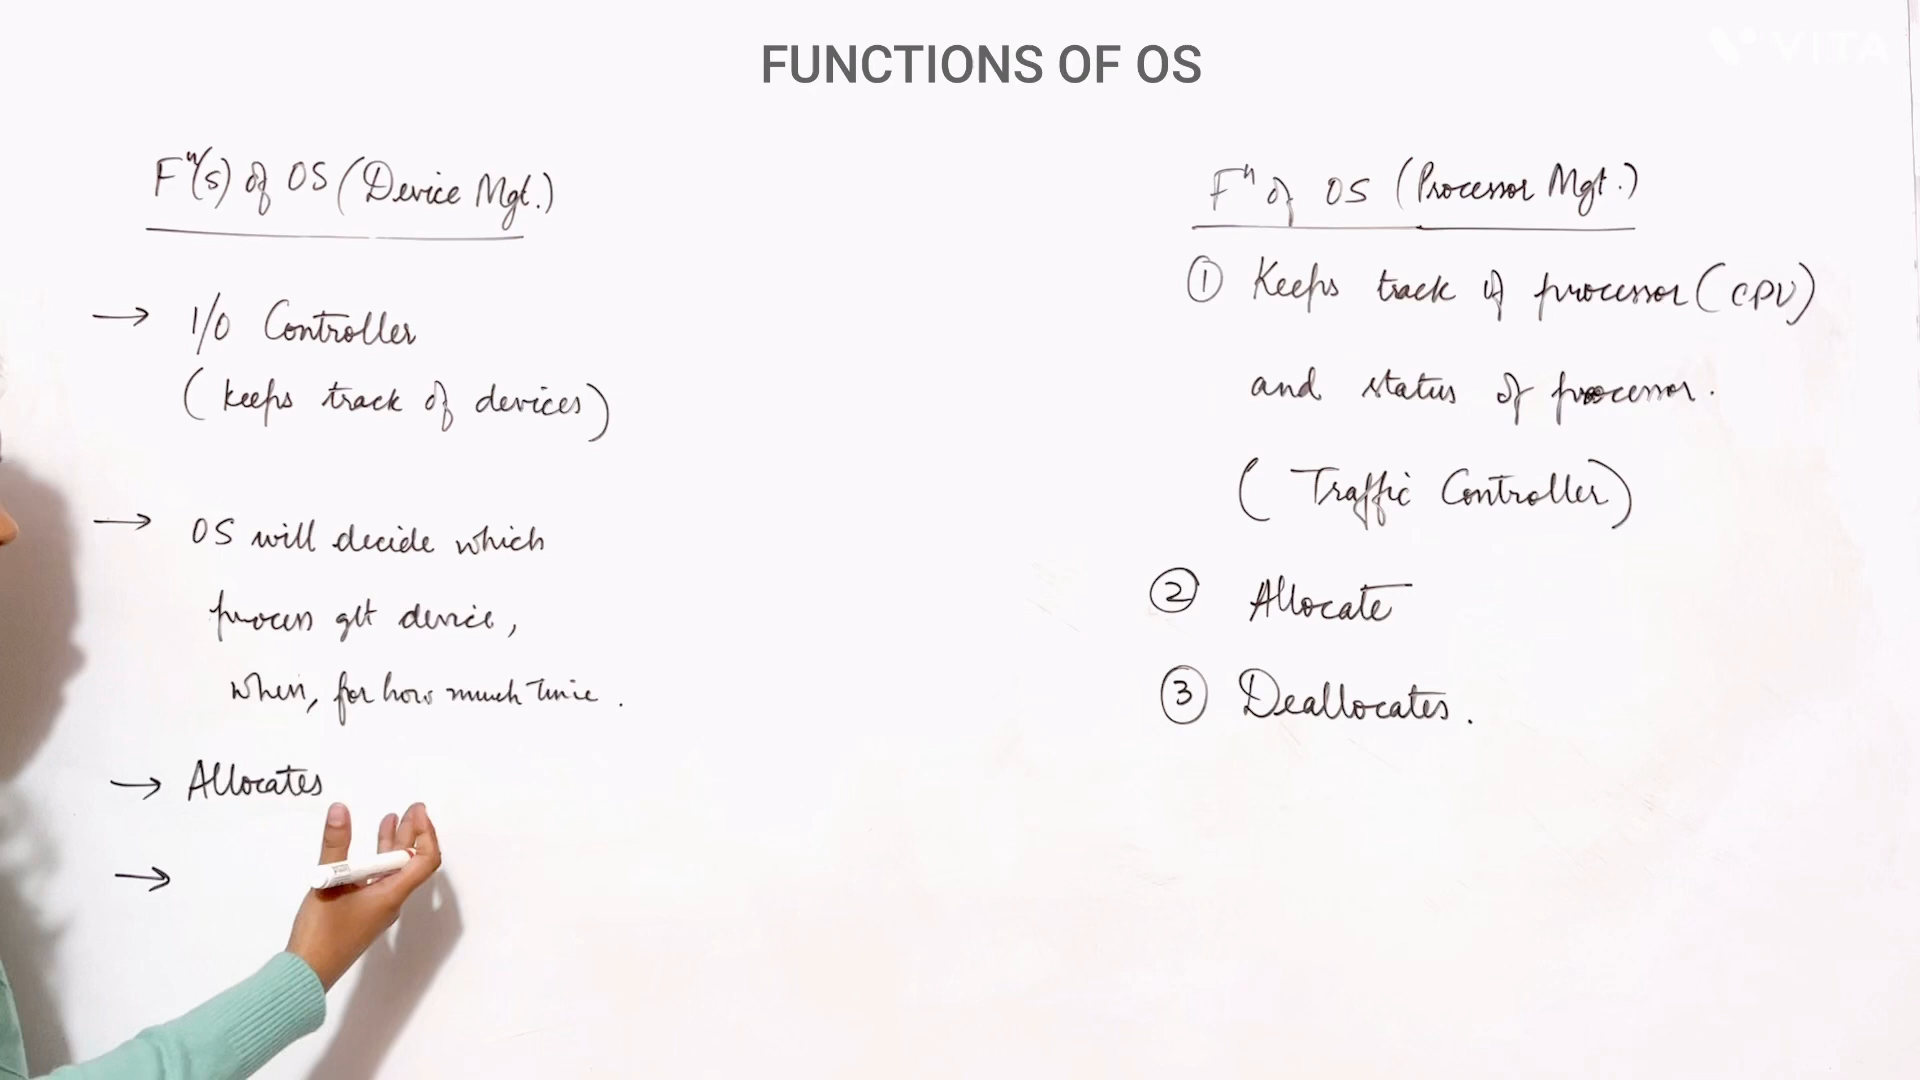 FUNCTIONS OF OS
VITA
Fⁿ(s) of OS (Device Mgt.)
→ I/O Controller
(keeps track of devices)
→ OS will decide which
process get device,
when, for how much time.
→ Allocates
→
Fⁿ of OS (Processor Mgt.)
① Keeps track of processor (CPU)
and status of processor.
(Traffic Controller)
② Allocate
③ Deallocates.